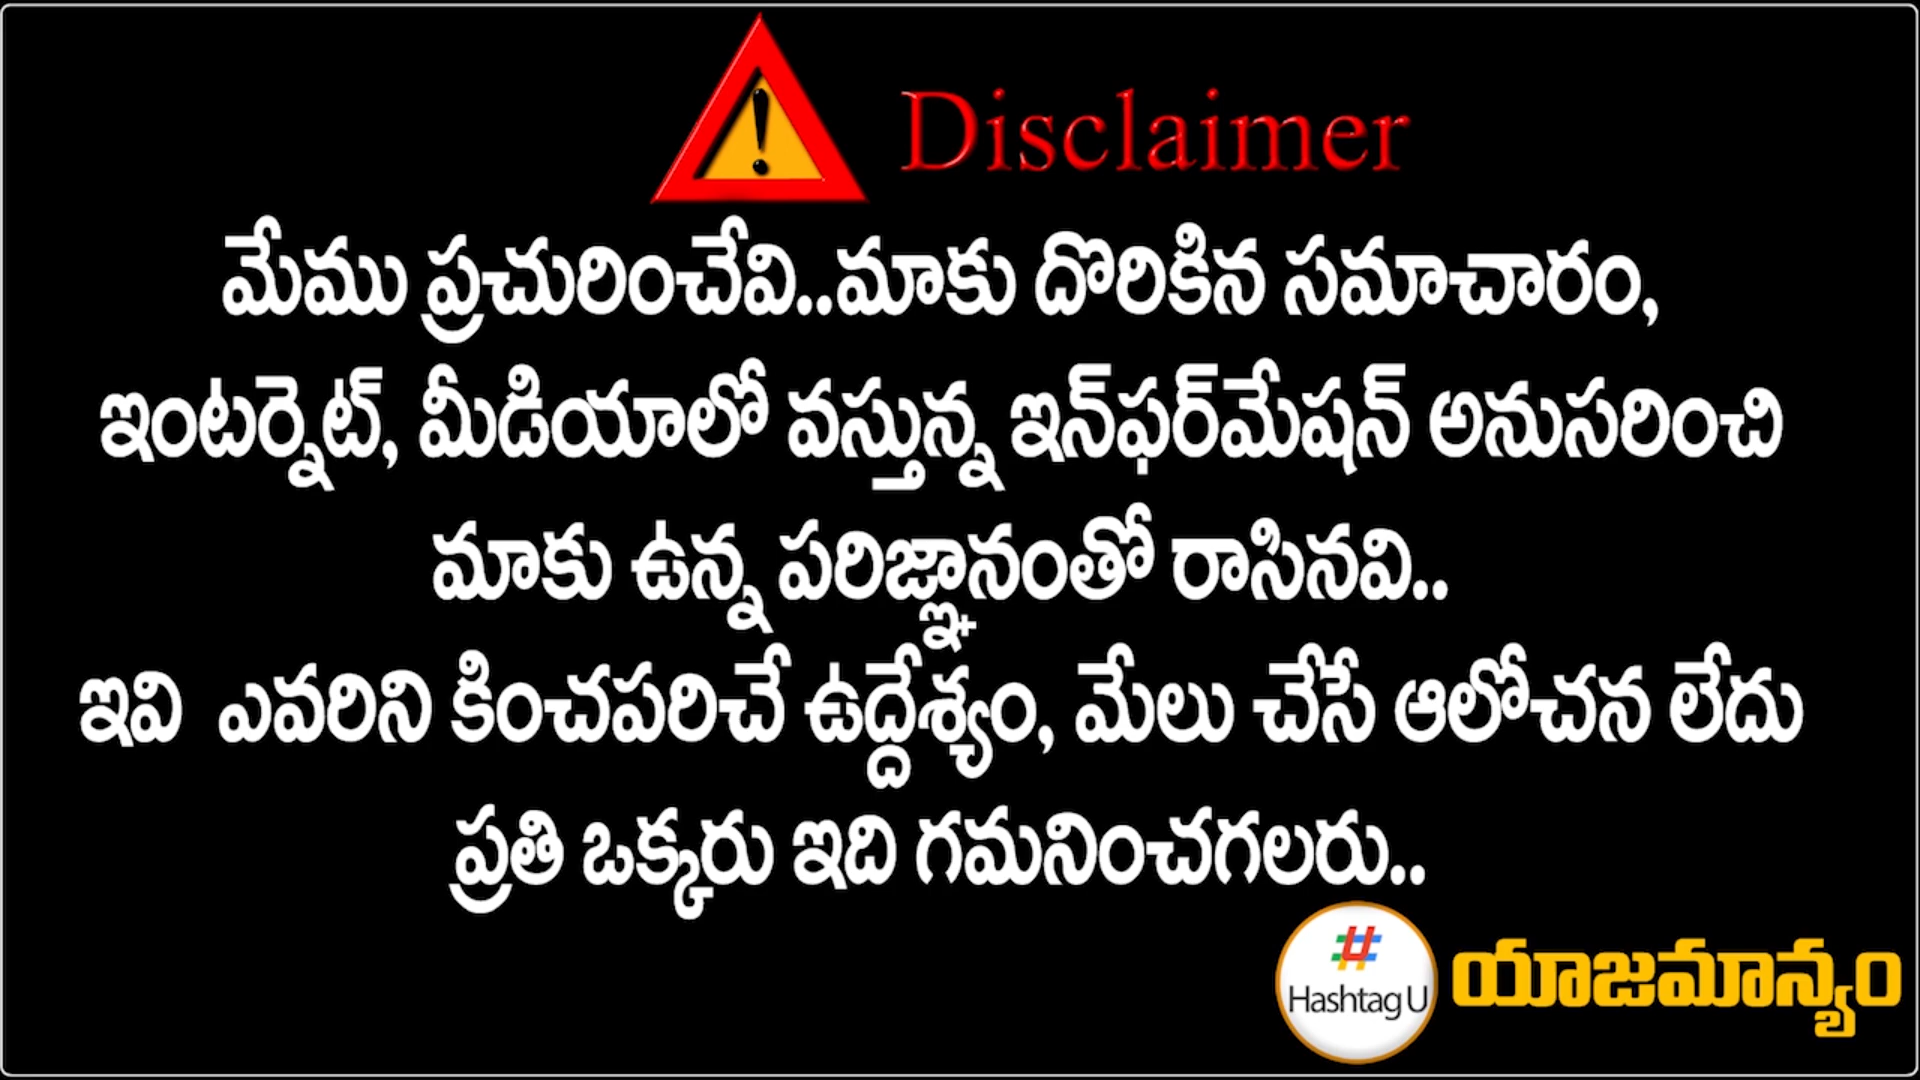 Disclaimer
మేము ప్రచురించేవి..మాకు దొరికిన సమాచారం,
ఇంటర్నెట్, మీడియాలో వస్తున్న ఇన్‌ఫర్‌మేషన్ అనుసరించి
మాకు ఉన్న పరిజ్ఞానంతో రాసినవి..
ఇవి ఎవరిని కించపరిచే ఉద్దేశ్యం, మేలు చేసే ఆలోచన లేదు
ప్రతి ఒక్కరు ఇది గమనించగలరు..
#
Hashtag U
యాజమాన్యం